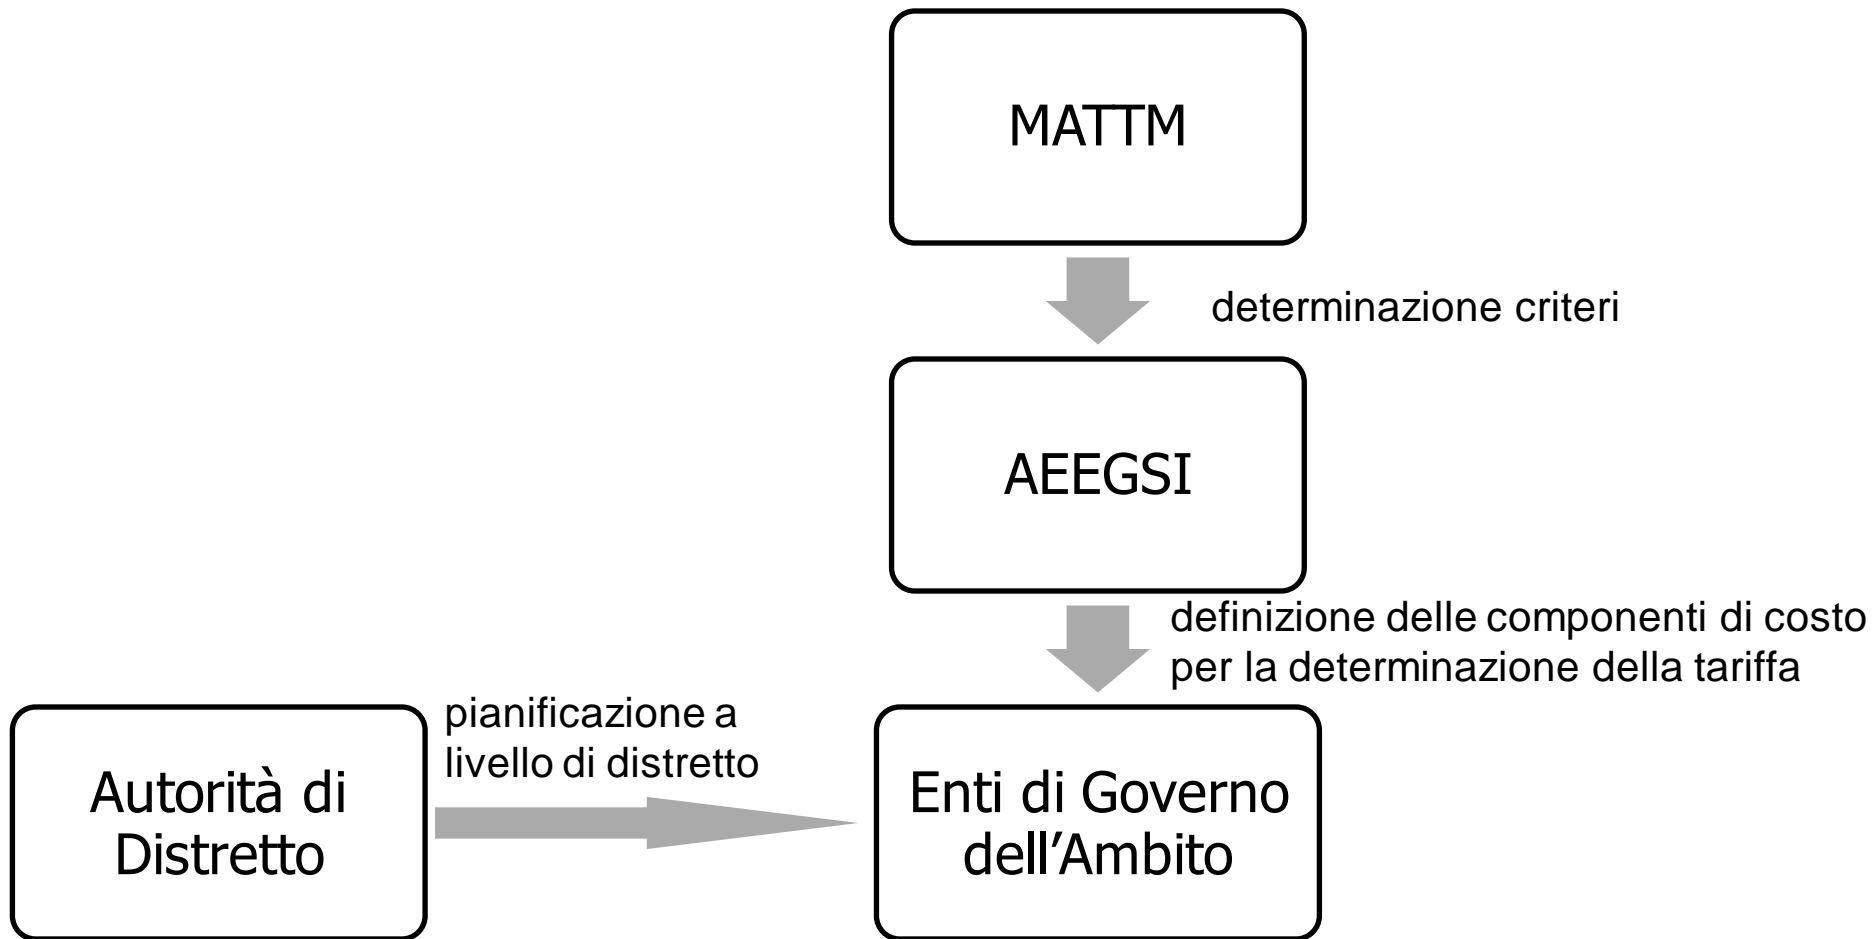 MATTM
determinazione criteri
AEEGSI
definizione delle componenti di costo
per la determinazione della tariffa
pianificazione a
livello di distretto
Autorità di
Distretto
Enti di Governo
dell’Ambito